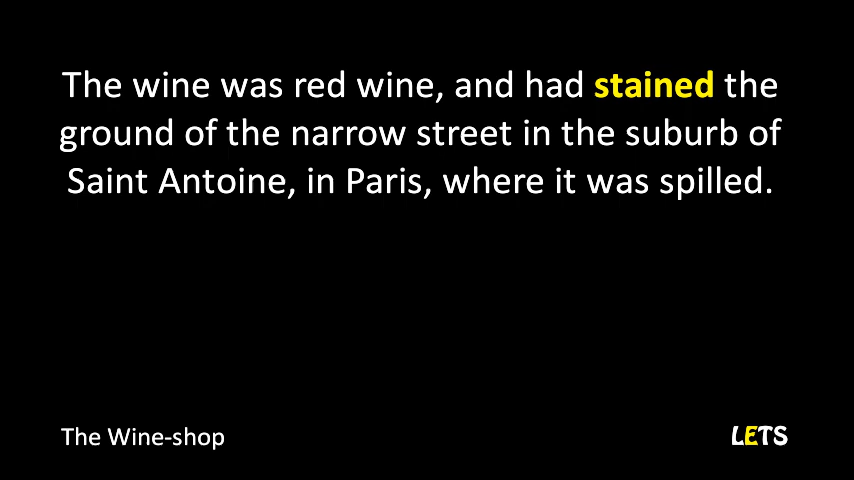 The wine was red wine, and had stained the
ground of the narrow street in the suburb of
Saint Antoine, in Paris, where it was spilled.
The Wine-shop
LETS